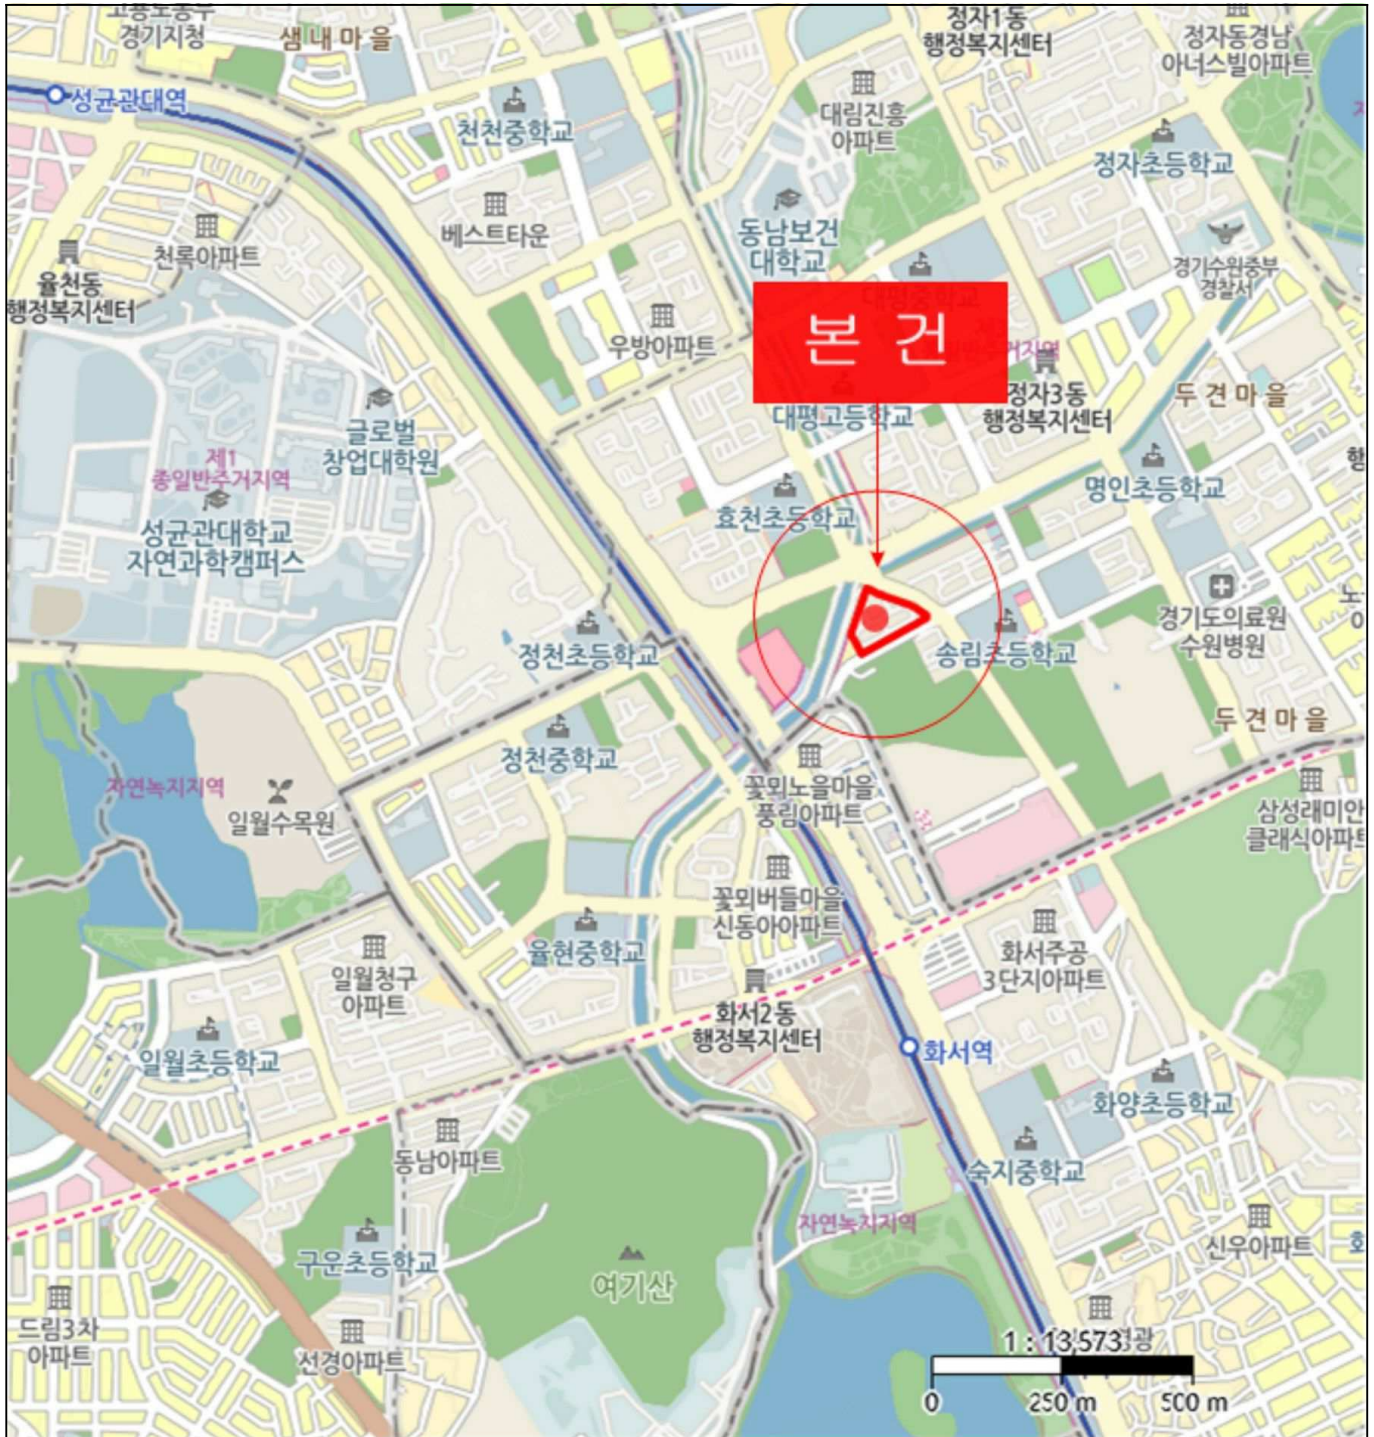 고용노동부
경기지청
샘내마을
정자1동
행정복지센터
정자동경남
아너스빌아파트
성균관대역
천천중학교
대림진흥
아파트
정자초등학교
베스트타운
동남보건
대학교
천록아파트
율천동
행정복지센터
경기수원중부
경찰서
대평중학교
우방아파트
본 건
거지역
정자3동
행정복지센터
두견마을
대평고등학교
글로벌
창업대학원
제1
종일반주거지역
명인초등학교
효천초등학교
성균관대학교
자연과학캠퍼스
경기도의료원
수원병원
정천초등학교
송림초등학교
두견마을
정천중학교
자연녹지지역
일월수목원
꽃뫼노을마을
풍림아파트
삼성래미안
클래식아파트
꽃뫼버들마을
신동아아파트
율현중학교
일월청구
아파트
화서주공
3단지아파트
화서2동
행정복지센터
화서역
일월초등학교
화양초등학교
동남아파트
숙지중학교
자연녹지지역
신우아파트
구운초등학교
여기산
드림3차
아파트
선경아파트
1 : 13,573
0 250 m 500 m